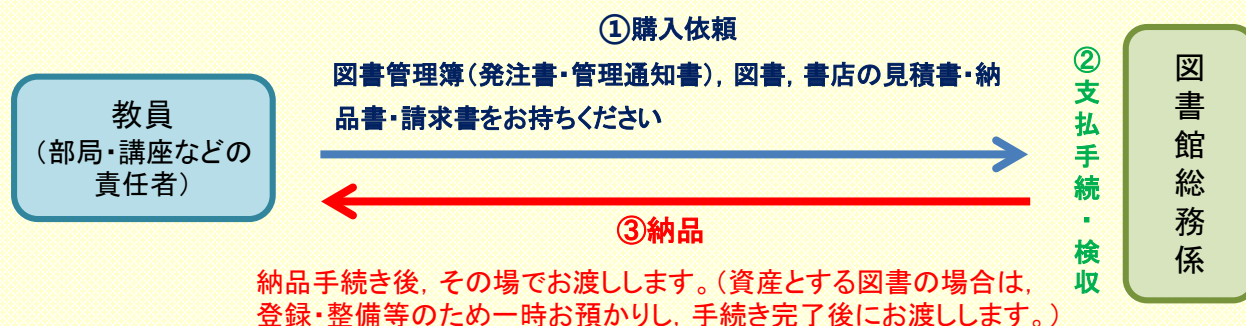 ①購入依頼
図書管理簿（発注書・管理通知書），図書，書店の見積書・納
品書・請求書をお持ちください
教員
（部局・講座などの
責任者）
②支払手続・検収
図書館総務係
③納品
納品手続き後，その場でお渡しします。（資産とする図書の場合は，
登録・整備等のため一時お預かりし，手続き完了後にお渡しします。）